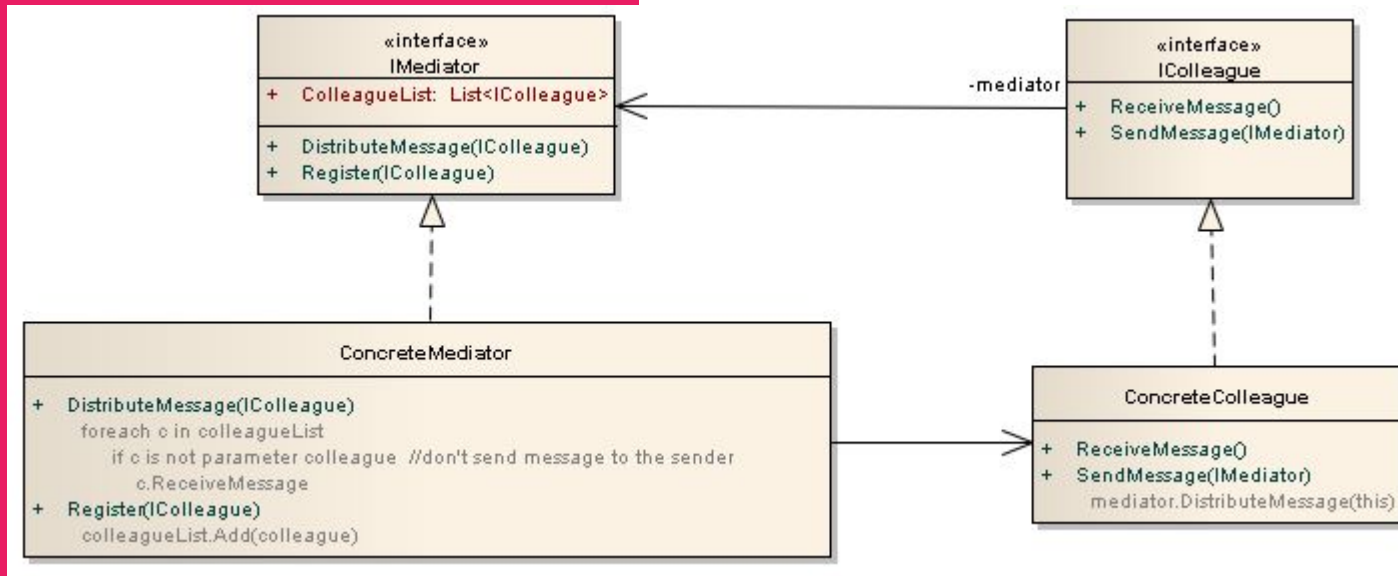 «interface»
IMediator
+ ColleagueList: List<IColleague>
+ DistributeMessage(IColleague)
+ Register(IColleague)
-mediator
«interface»
IColleague
+ ReceiveMessage()
+ SendMessage(IMediator)
ConcreteMediator
+ DistributeMessage(IColleague)
foreach c in colleagueList
if c is not parameter colleague //don't send message to the sender
c.ReceiveMessage
+ Register(IColleague)
colleagueList.Add(colleague)
ConcreteColleague
+ ReceiveMessage()
+ SendMessage(IMediator)
mediator.DistributeMessage(this)